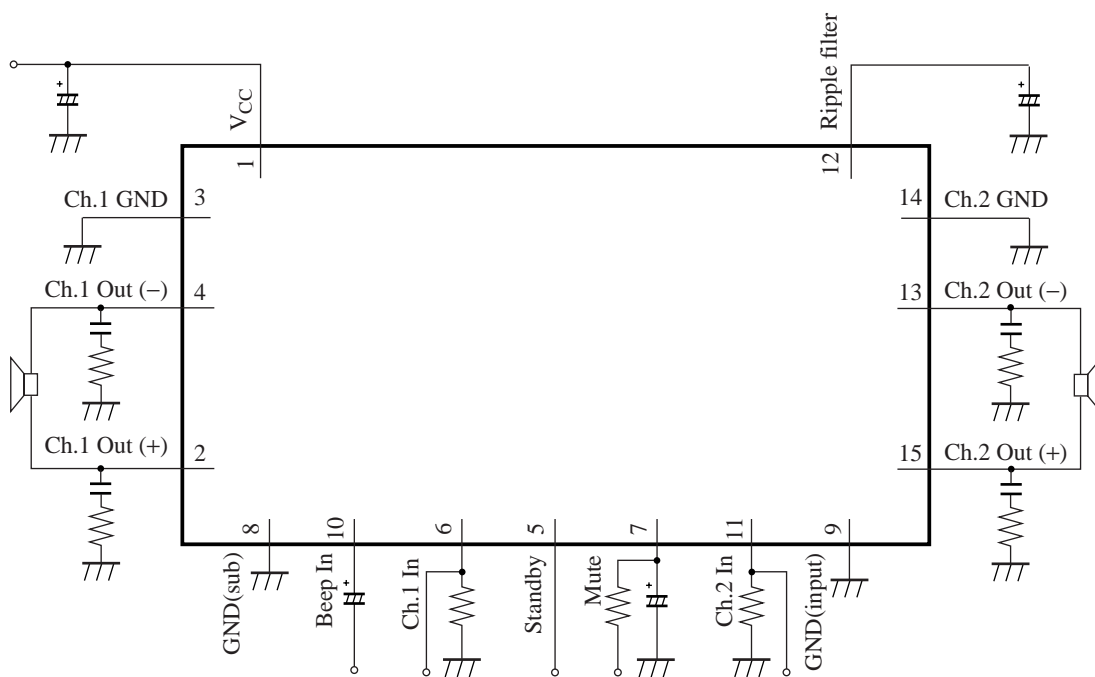 V_CC
Ripple filter
+
+
1
12
Ch.1 GND
3
14
Ch.2 GND
Ch.1 Out (−)
4
13
Ch.2 Out (−)
Ch.1 Out (+)
2
15
Ch.2 Out (+)
8
10
6
5
7
11
9
GND(sub)
Beep In
+
Ch.1 In
Standby
Mute
+
Ch.2 In
GND(input)